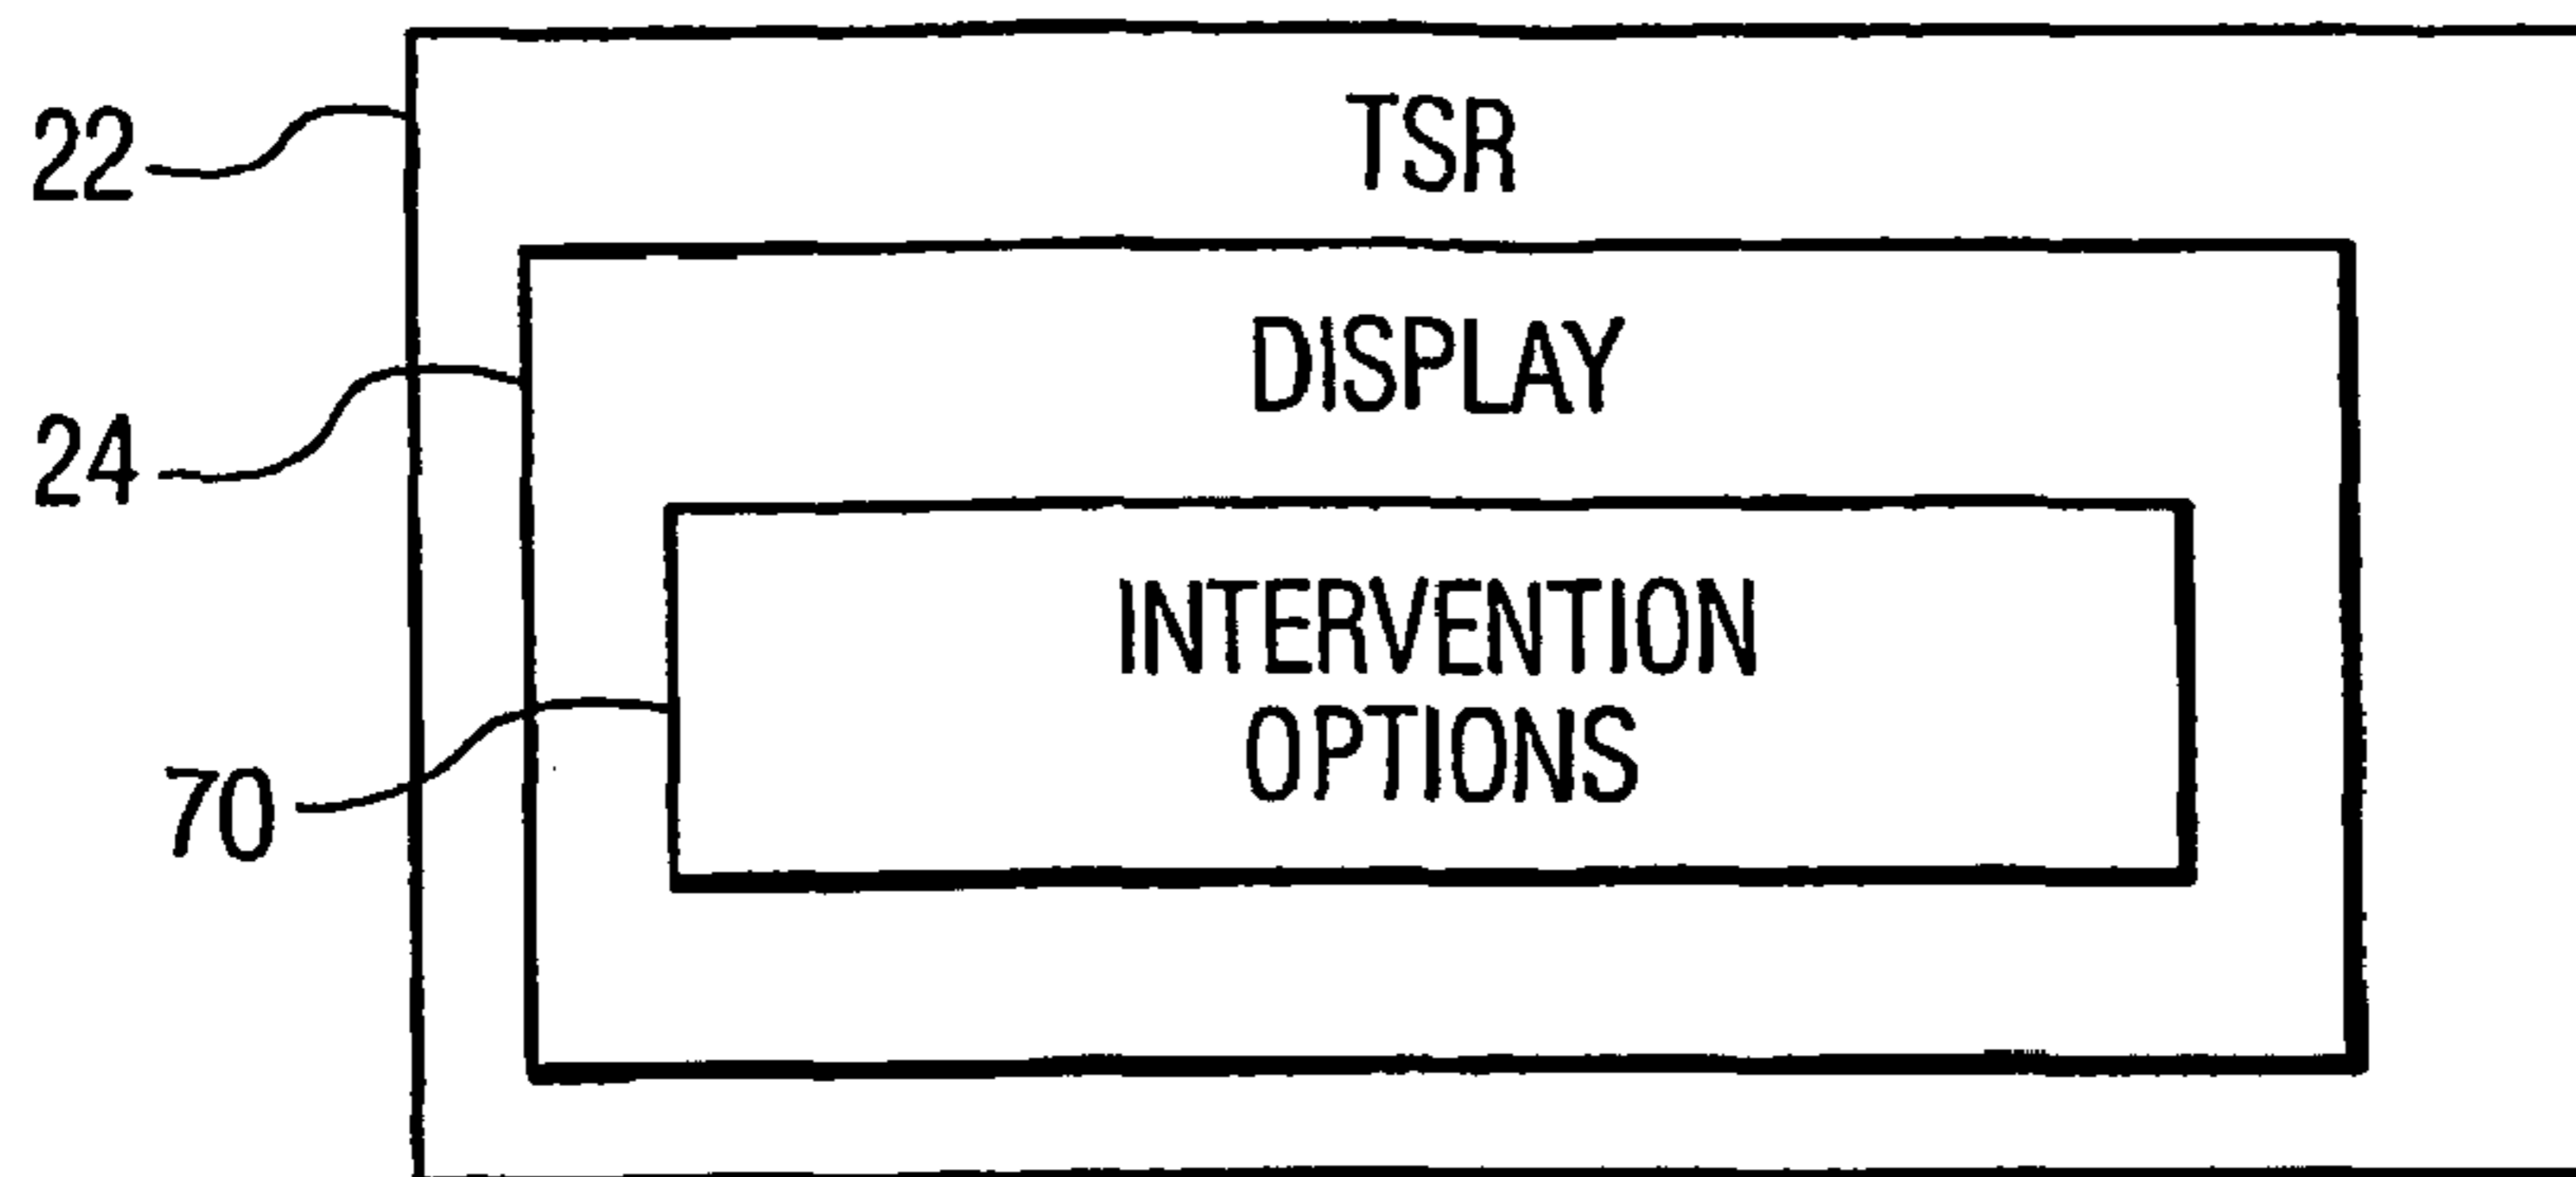 22
TSR
24
DISPLAY
70
INTERVENTION
OPTIONS